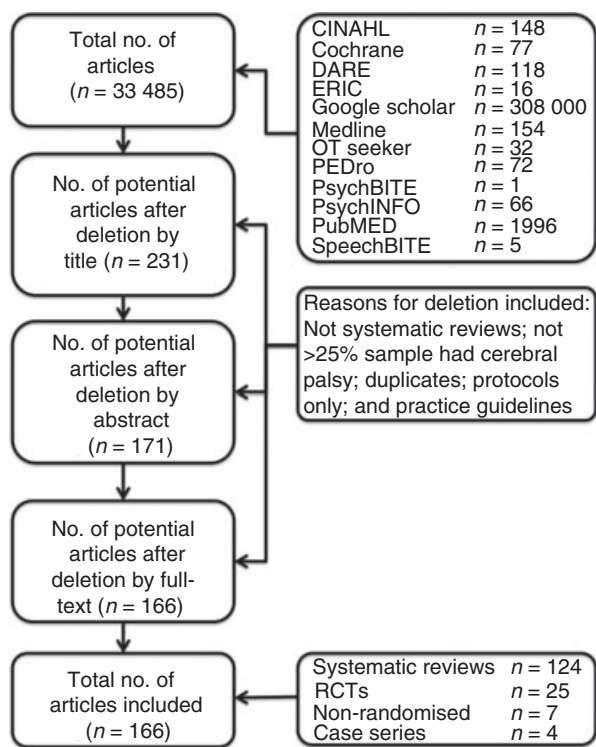 Total no. of
articles
(n = 33 485)
CINAHL n = 148
Cochrane n = 77
DARE n = 118
ERIC n = 16
Google scholar n = 308 000
Medline n = 154
OT seeker n = 32
PEDro n = 72
PsychBITE n = 1
PsychINFO n = 66
PubMED n = 1996
SpeechBITE n = 5
No. of potential
articles after
deletion by
title (n = 231)
Reasons for deletion included:
Not systematic reviews; not
>25% sample had cerebral
palsy; duplicates; protocols
only; and practice guidelines
No. of potential
articles after
deletion by
abstract
(n = 171)
No. of potential
articles after
deletion by full-
text (n = 166)
Total no. of
articles included
(n = 166)
Systematic reviews n = 124
RCTs n = 25
Non-randomised n = 7
Case series n = 4